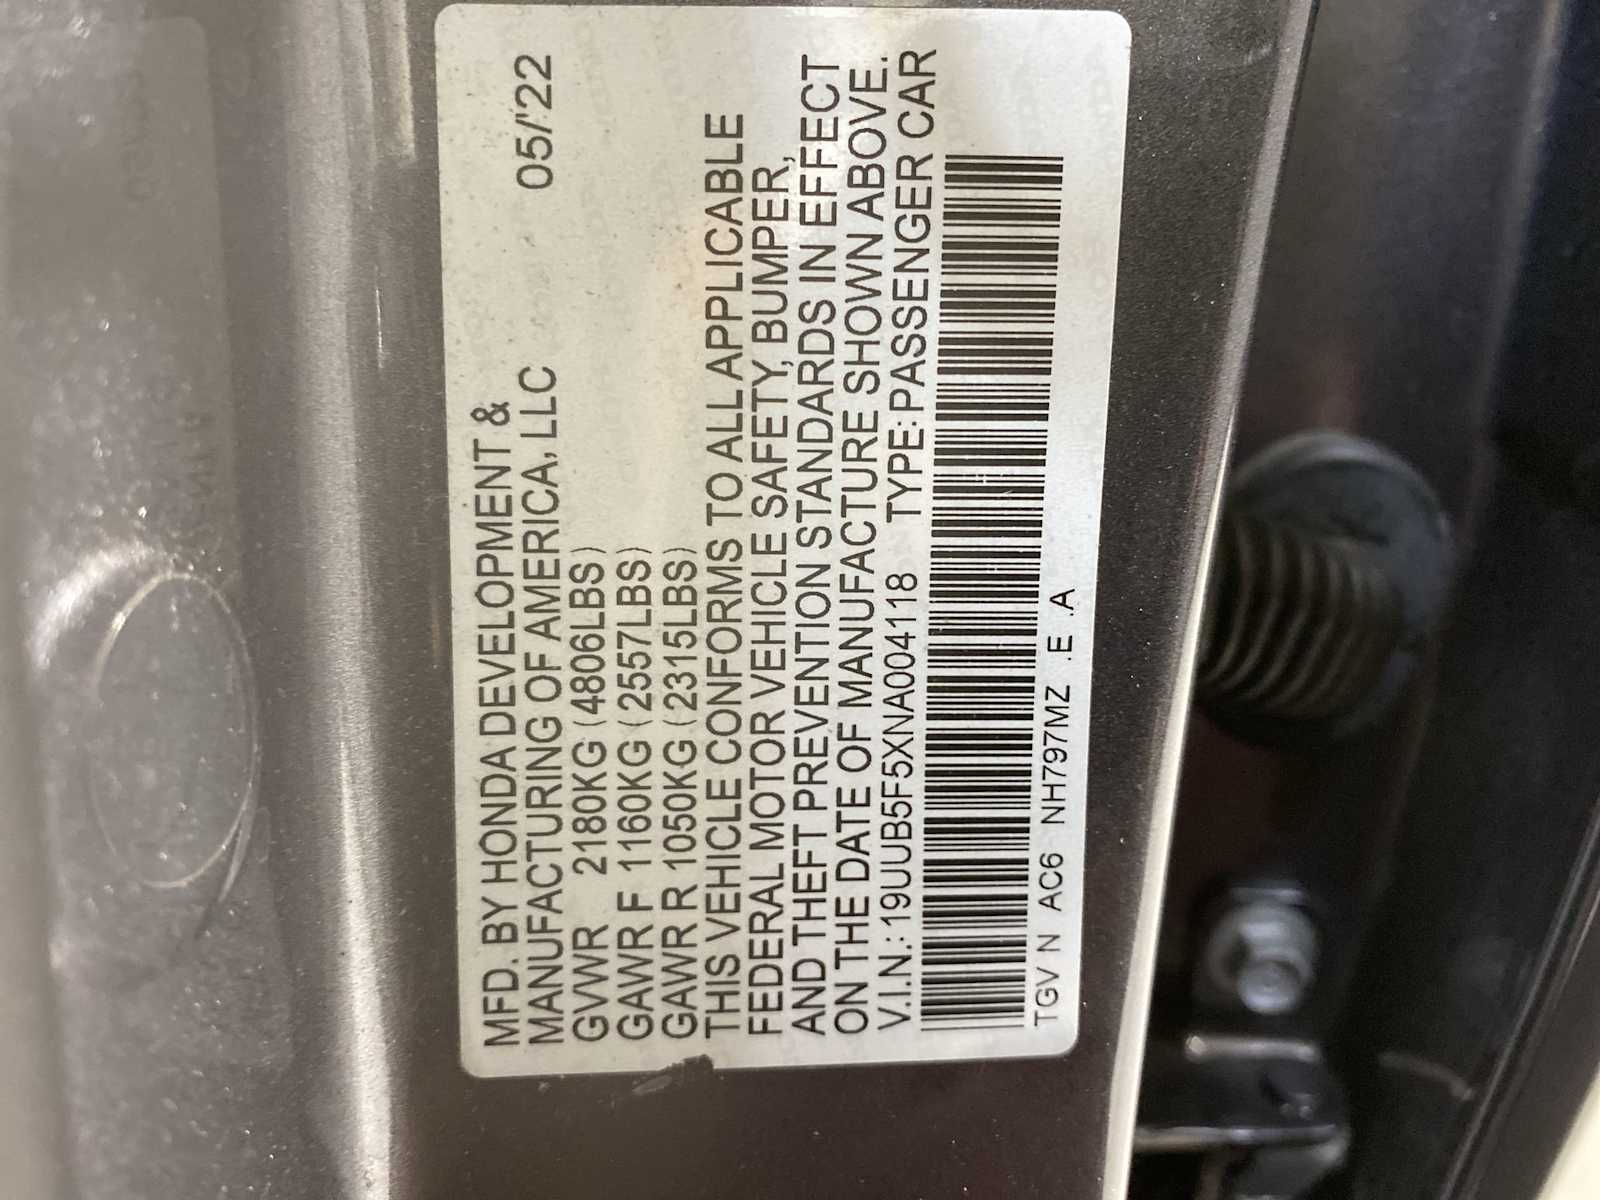 MFD. BY HONDA DEVELOPMENT &
MANUFACTURING OF AMERICA, LLC 05/'22
GVWR 2180KG (4806LBS)
GAWR F 1160KG (2557LBS)
GAWR R 1050KG (2315LBS)
THIS VEHICLE CONFORMS TO ALL APPLICABLE
FEDERAL MOTOR VEHICLE SAFETY, BUMPER,
AND THEFT PREVENTION STANDARDS IN EFFECT
ON THE DATE OF MANUFACTURE SHOWN ABOVE.
V.I.N.: 19UUB5F5XNA004118 TYPE: PASSENGER CAR
TGV N AC6 NH797MZ .E .A